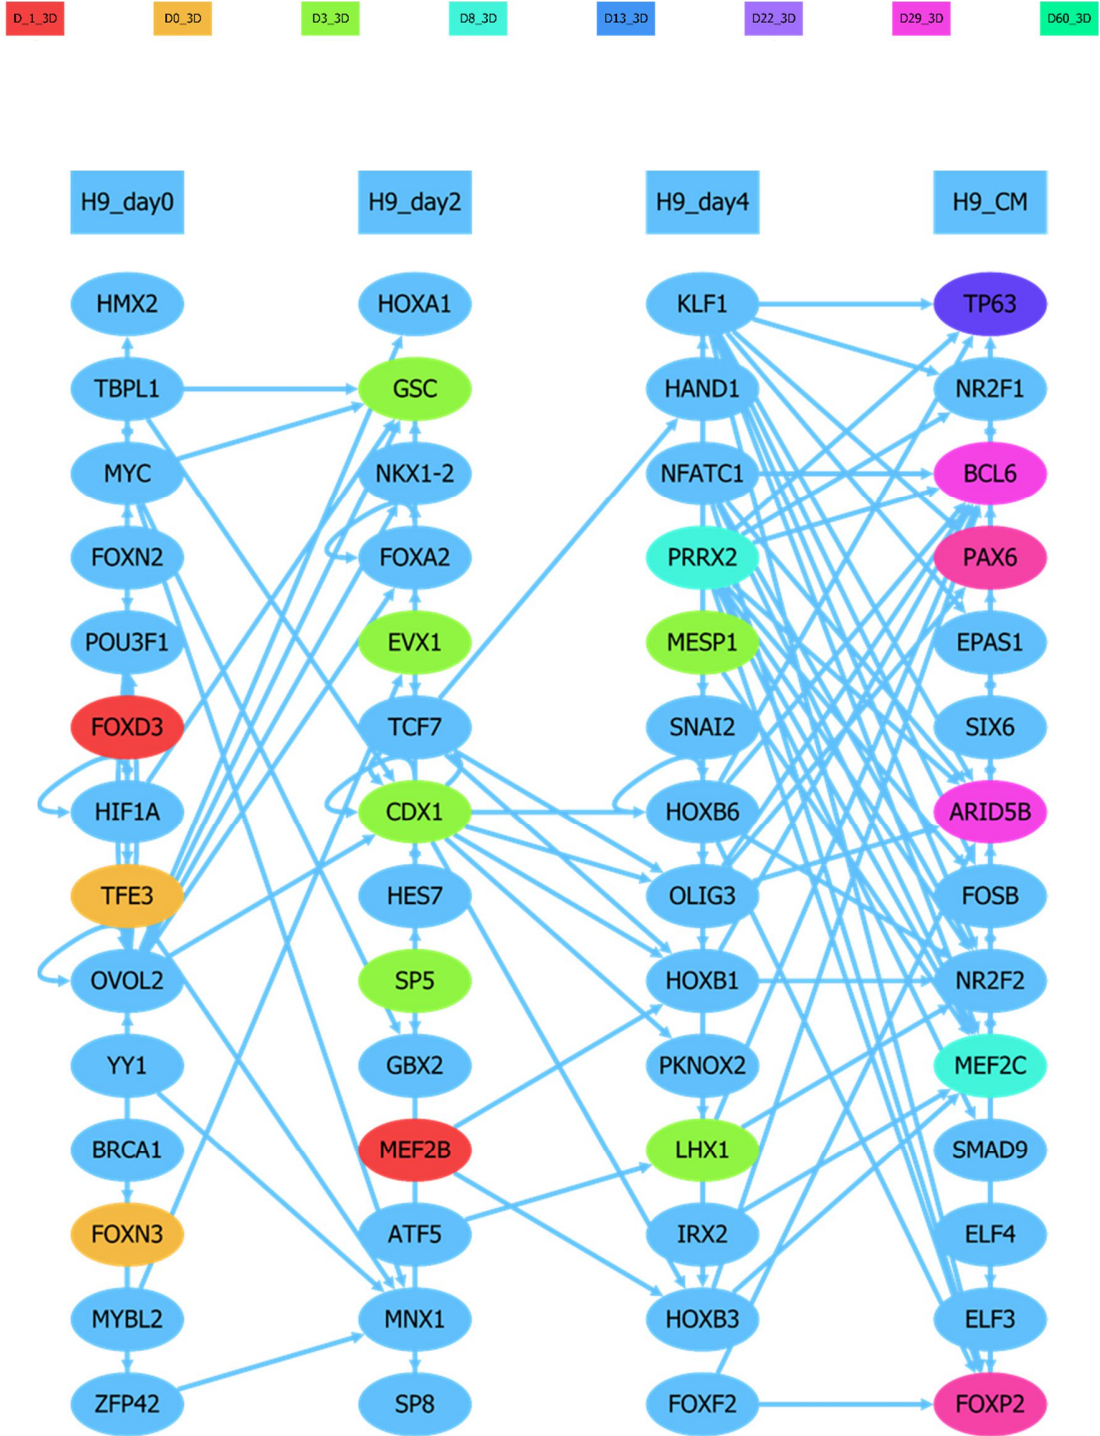 D_1_3D D0_3D D3_3D D8_3D D13_3D D22_3D D29_3D D60_3D
H9_day0 H9_day2 H9_day4 H9_CM
HMX2 HOXA1 KLF1 TP63
TBPL1 GSC HAND1 NR2F1
MYC NKX1-2 NFATC1 BCL6
FOXN2 FOXA2 PRRX2 PAX6
POU3F1 EVX1 MESP1 EPAS1
FOXD3 TCF7 SNAI2 SIX6
HIF1A CDX1 HOXB6 ARID5B
TFE3 HES7 OLIG3 FOSB
OVOL2 SP5 HOXB1 NR2F2
YY1 GBX2 PKNOX2 MEF2C
BRCA1 MEF2B LHX1 SMAD9
FOXN3 ATF5 IRX2 ELF4
MYBL2 MNX1 HOXB3 ELF3
ZFP42 SP8 FOXF2 FOXP2